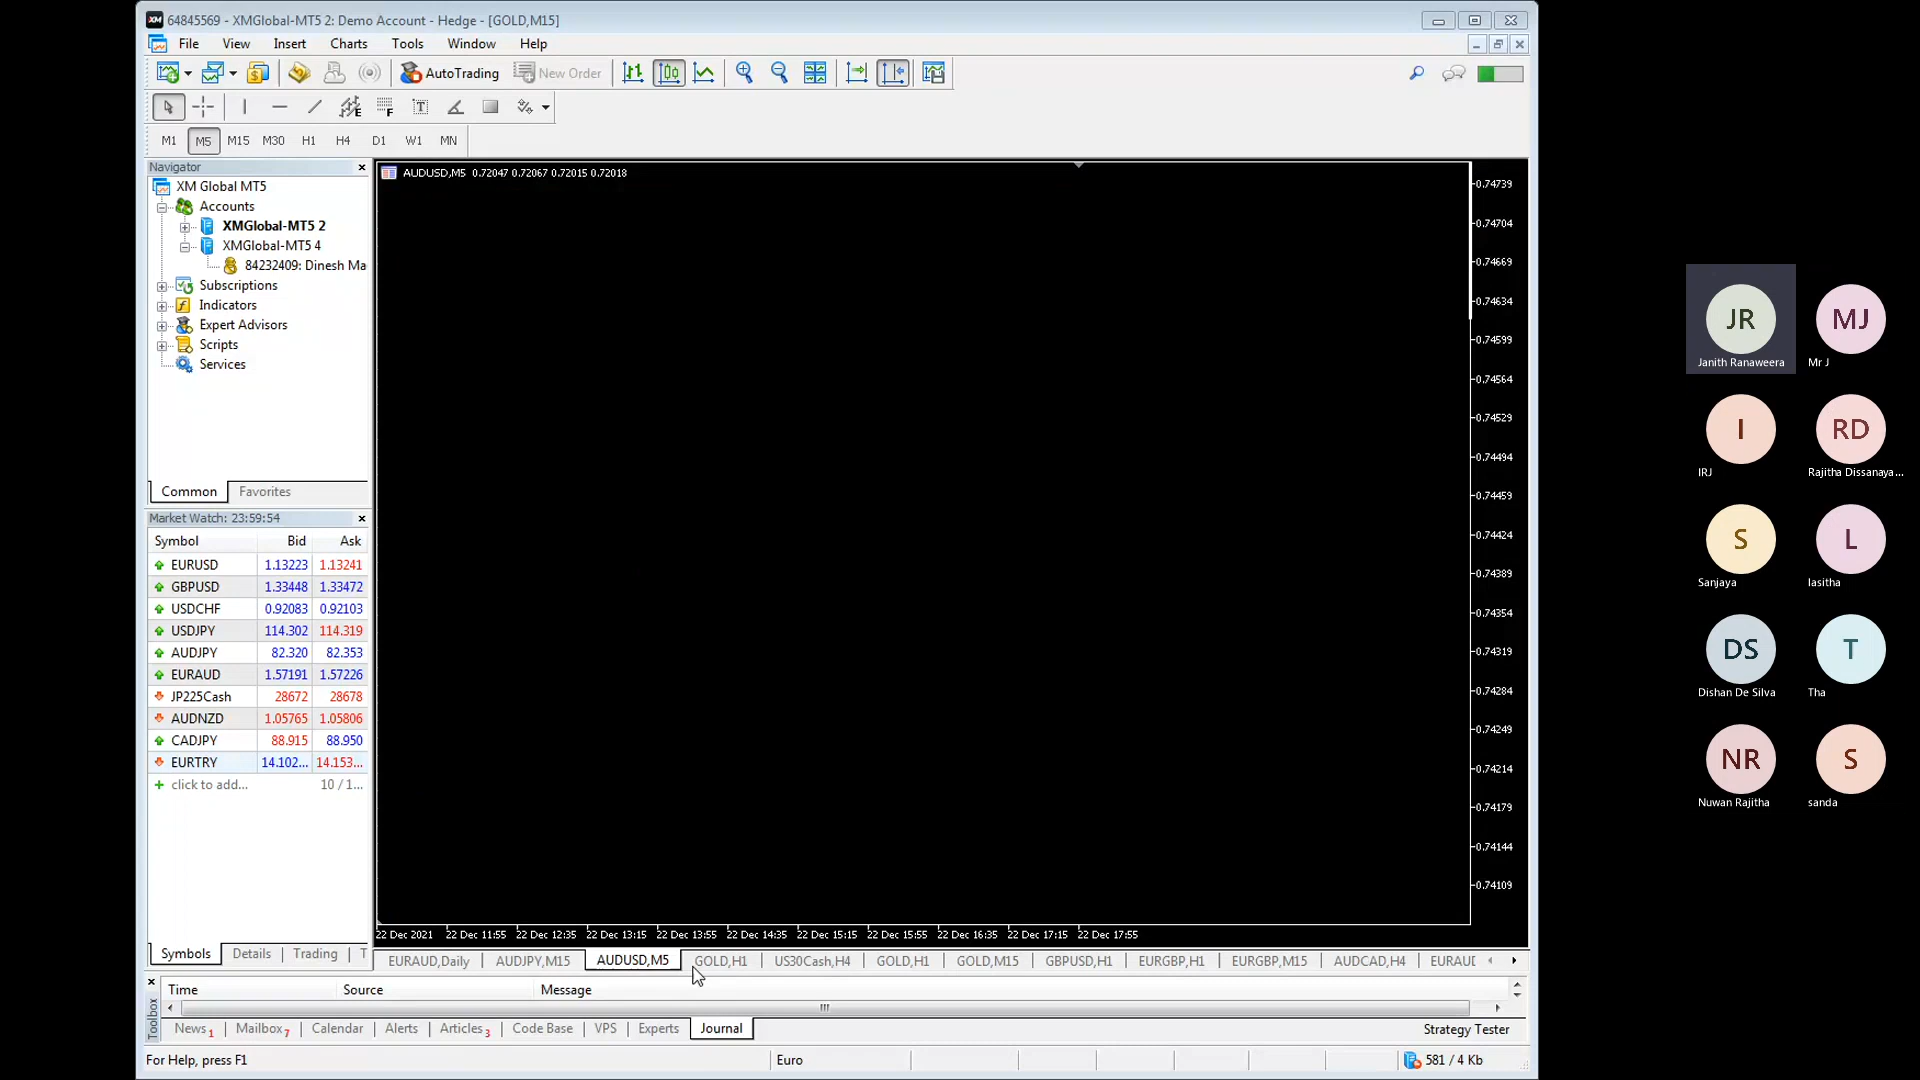 64845569 - XMGlobal-MT5 2: Demo Account - Hedge - [GOLD,M15]
File View Insert Charts Tools Window Help
AutoTrading New Order
M1 M5 M15 M30 H1 H4 D1 W1 MN
Navigator
XM Global MT5
Accounts
XMGlobal-MT5 2
XMGlobal-MT5 4
84232409: Dinesh Ma
Subscriptions
Indicators
Expert Advisors
Scripts
Services
Common Favorites
Market Watch: 23:59:54
Symbol Bid Ask
EURUSD 1.13223 1.13241
GBPUSD 1.33448 1.33472
USDCHF 0.92083 0.92103
USDJPY 114.302 114.319
AUDJPY 82.320 82.353
EURAUD 1.57191 1.57226
JP225Cash 28672 28678
AUDNZD 1.05765 1.05806
CADJPY 88.915 88.950
EURTRY 14.102... 14.153...
click to add... 10 / 1...
Symbols Details Trading T
AUDUSD,M5 0.72047 0.72067 0.72015 0.72018
0.74739
0.74704
0.74669
0.74634
0.74599
0.74564
0.74529
0.74494
0.74459
0.74424
0.74389
0.74354
0.74319
0.74284
0.74249
0.74214
0.74179
0.74144
0.74109
22 Dec 2021 22 Dec 11:55 22 Dec 12:35 22 Dec 13:15 22 Dec 13:55 22 Dec 14:35 22 Dec 15:15 22 Dec 15:55 22 Dec 16:35 22 Dec 17:15 22 Dec 17:55
EURAUD,Daily AUDJPY,M15 AUDUSD,M5 GOLD,H1 US30Cash,H4 GOLD,H1 GOLD,M15 GBPUSD,H1 EURGBP,H1 EURGBP,M15 AUDCAD,H4 EURAUD
Toolbox
Time Source Message
News 1 Mailbox 7 Calendar Alerts Articles 3 Code Base VPS Experts Journal Strategy Tester
For Help, press F1 Euro 581 / 4 Kb
JR MJ
Janith Ranaweera Mr J
I RD
IRJ Rajitha Dissanaya...
S L
Sanjaya lasitha
DS T
Dishan De Silva Tha
NR S
Nuwan Rajitha sanda